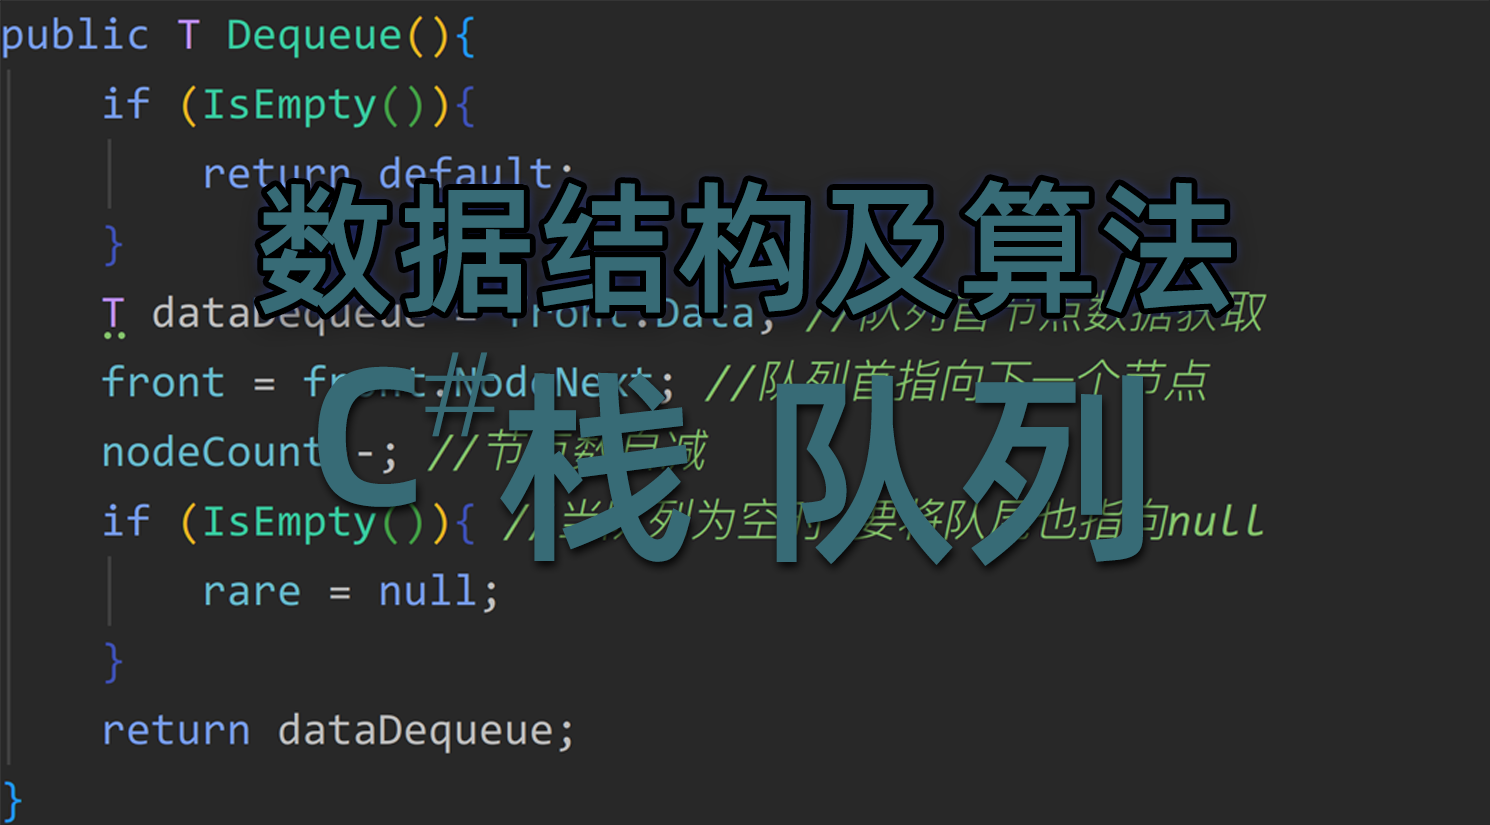 public T Dequeue(){
if (IsEmpty()){
return default;
}
数据结构及算法
T dataDequeue = front.Data; //队列首节点数据获取
front = front.NodeNext; //队列首指向下一个节点
C#栈 队列
nodeCount--; //节点数自减
if (IsEmpty()){ //当队列为空时 要将队尾也指向null
rare = null;
}
return dataDequeue;
}